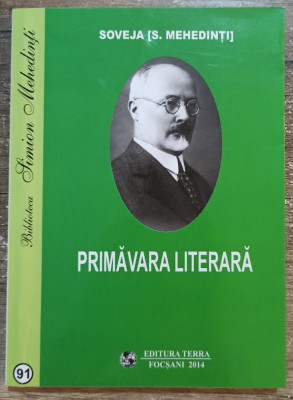 SOVEJA [S. MEHEDINȚI]
PRIMĂVARA LITERARĂ
EDITURA TERRA
FOCȘANI 2014
Biblioteca Simion Mehedinți
91